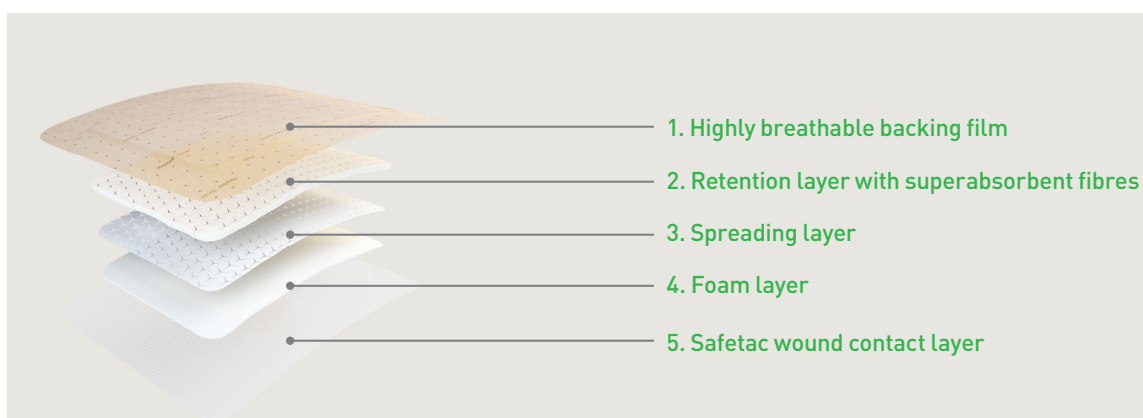 1. Highly breathable backing film
2. Retention layer with superabsorbent fibres
3. Spreading layer
4. Foam layer
5. Safetac wound contact layer